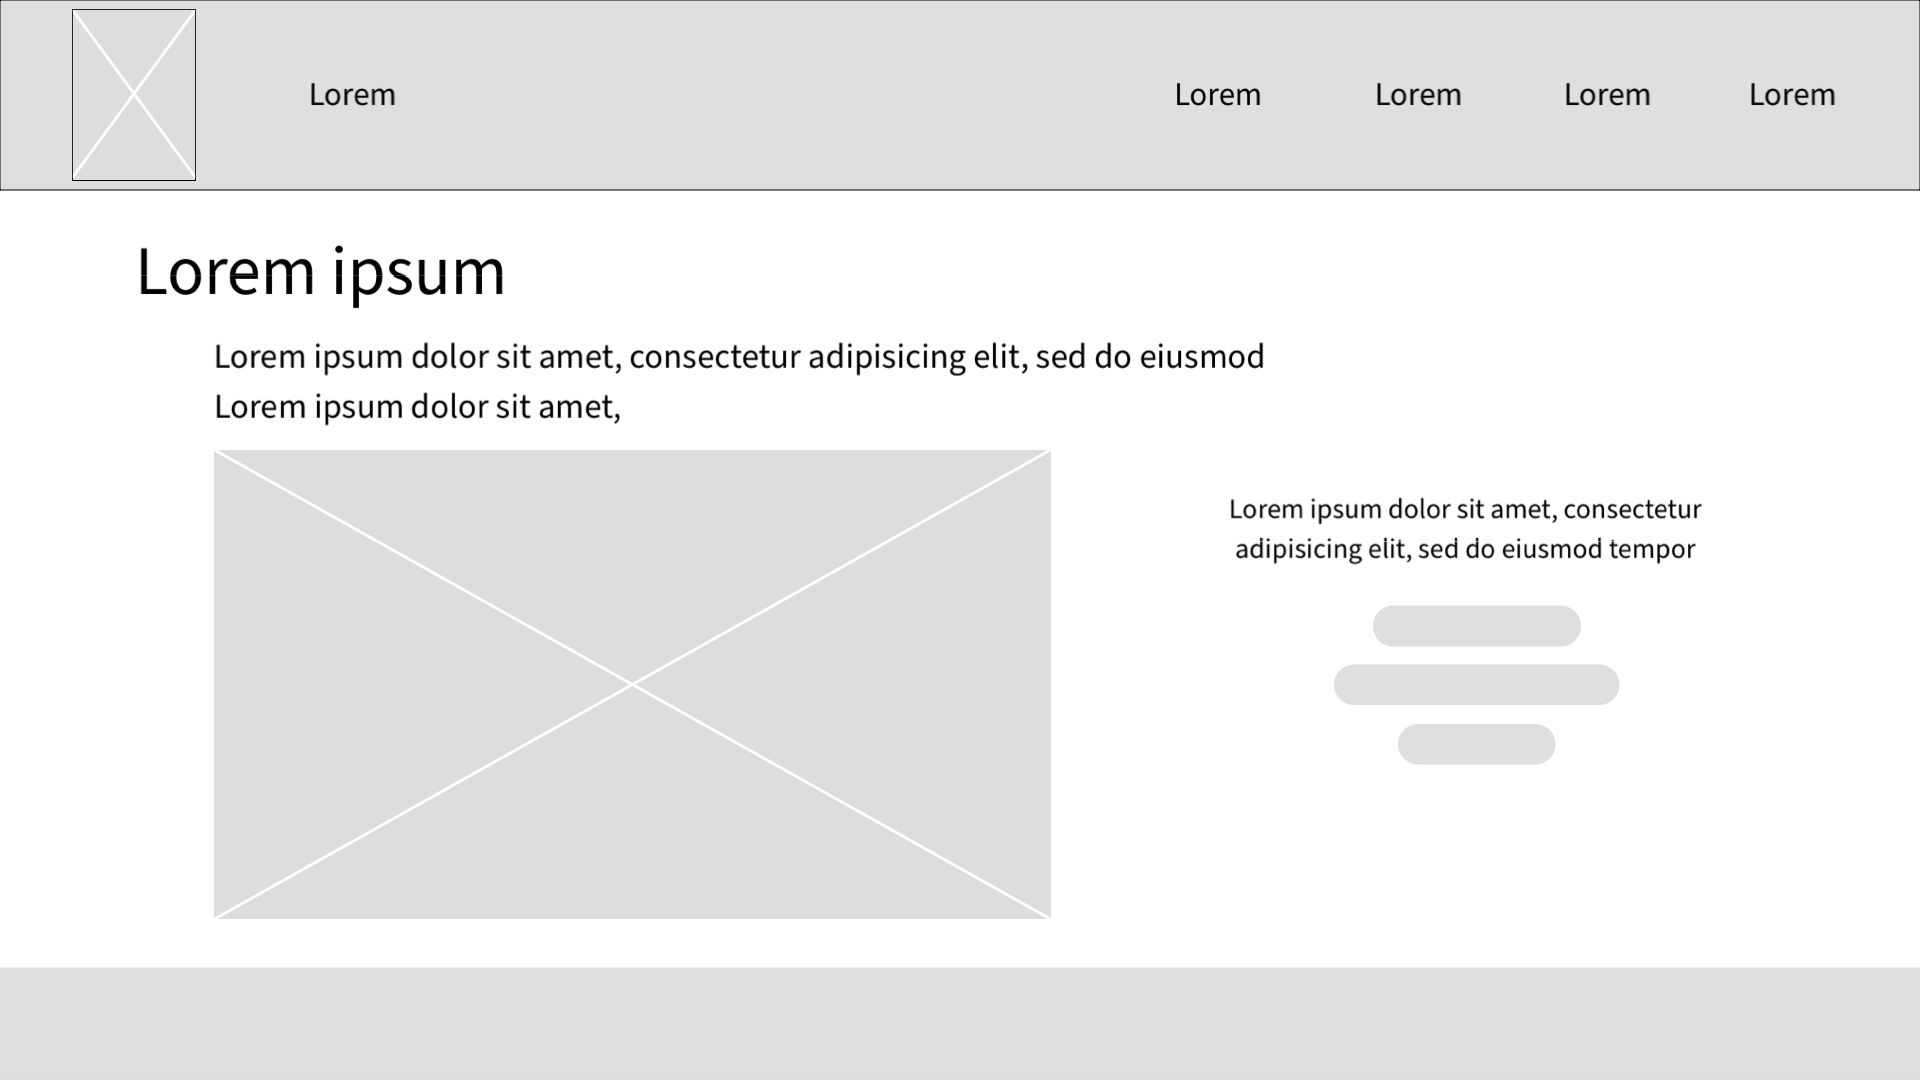 Lorem
Lorem
Lorem
Lorem
Lorem
Lorem ipsum
Lorem ipsum dolor sit amet, consectetur adipisicing elit, sed do eiusmod
Lorem ipsum dolor sit amet,
Lorem ipsum dolor sit amet, consectetur
adipisicing elit, sed do eiusmod tempor